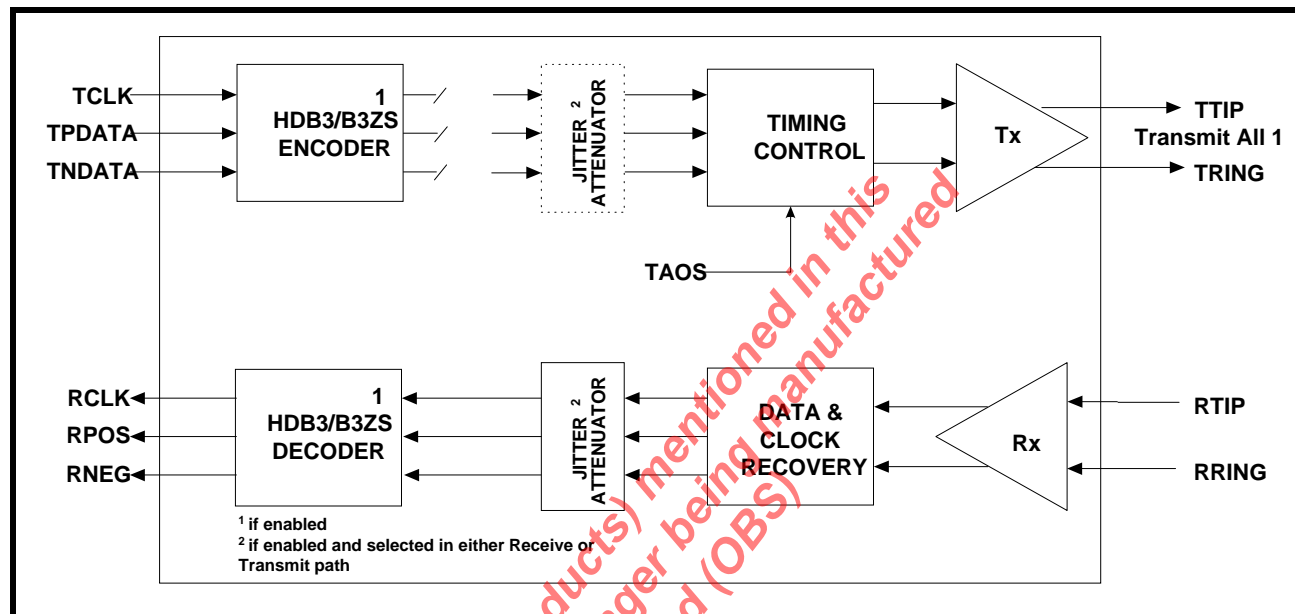 TCLK
TPDATA
TNDATA
1
HDB3/B3ZS
ENCODER
JITTER 2
ATTENUATOR
TIMING
CONTROL
Tx
TTIP
Transmit All 1
TRING
TAOS
RCLK
RPOS
RNEG
1
HDB3/B3ZS
DECODER
JITTER 2
ATTENUATOR
DATA &
CLOCK
RECOVERY
Rx
RTIP
RRING
1 if enabled
2 if enabled and selected in either Receive or
Transmit path
ducts) mentioned in this
nger being manufactured
d (OBS)